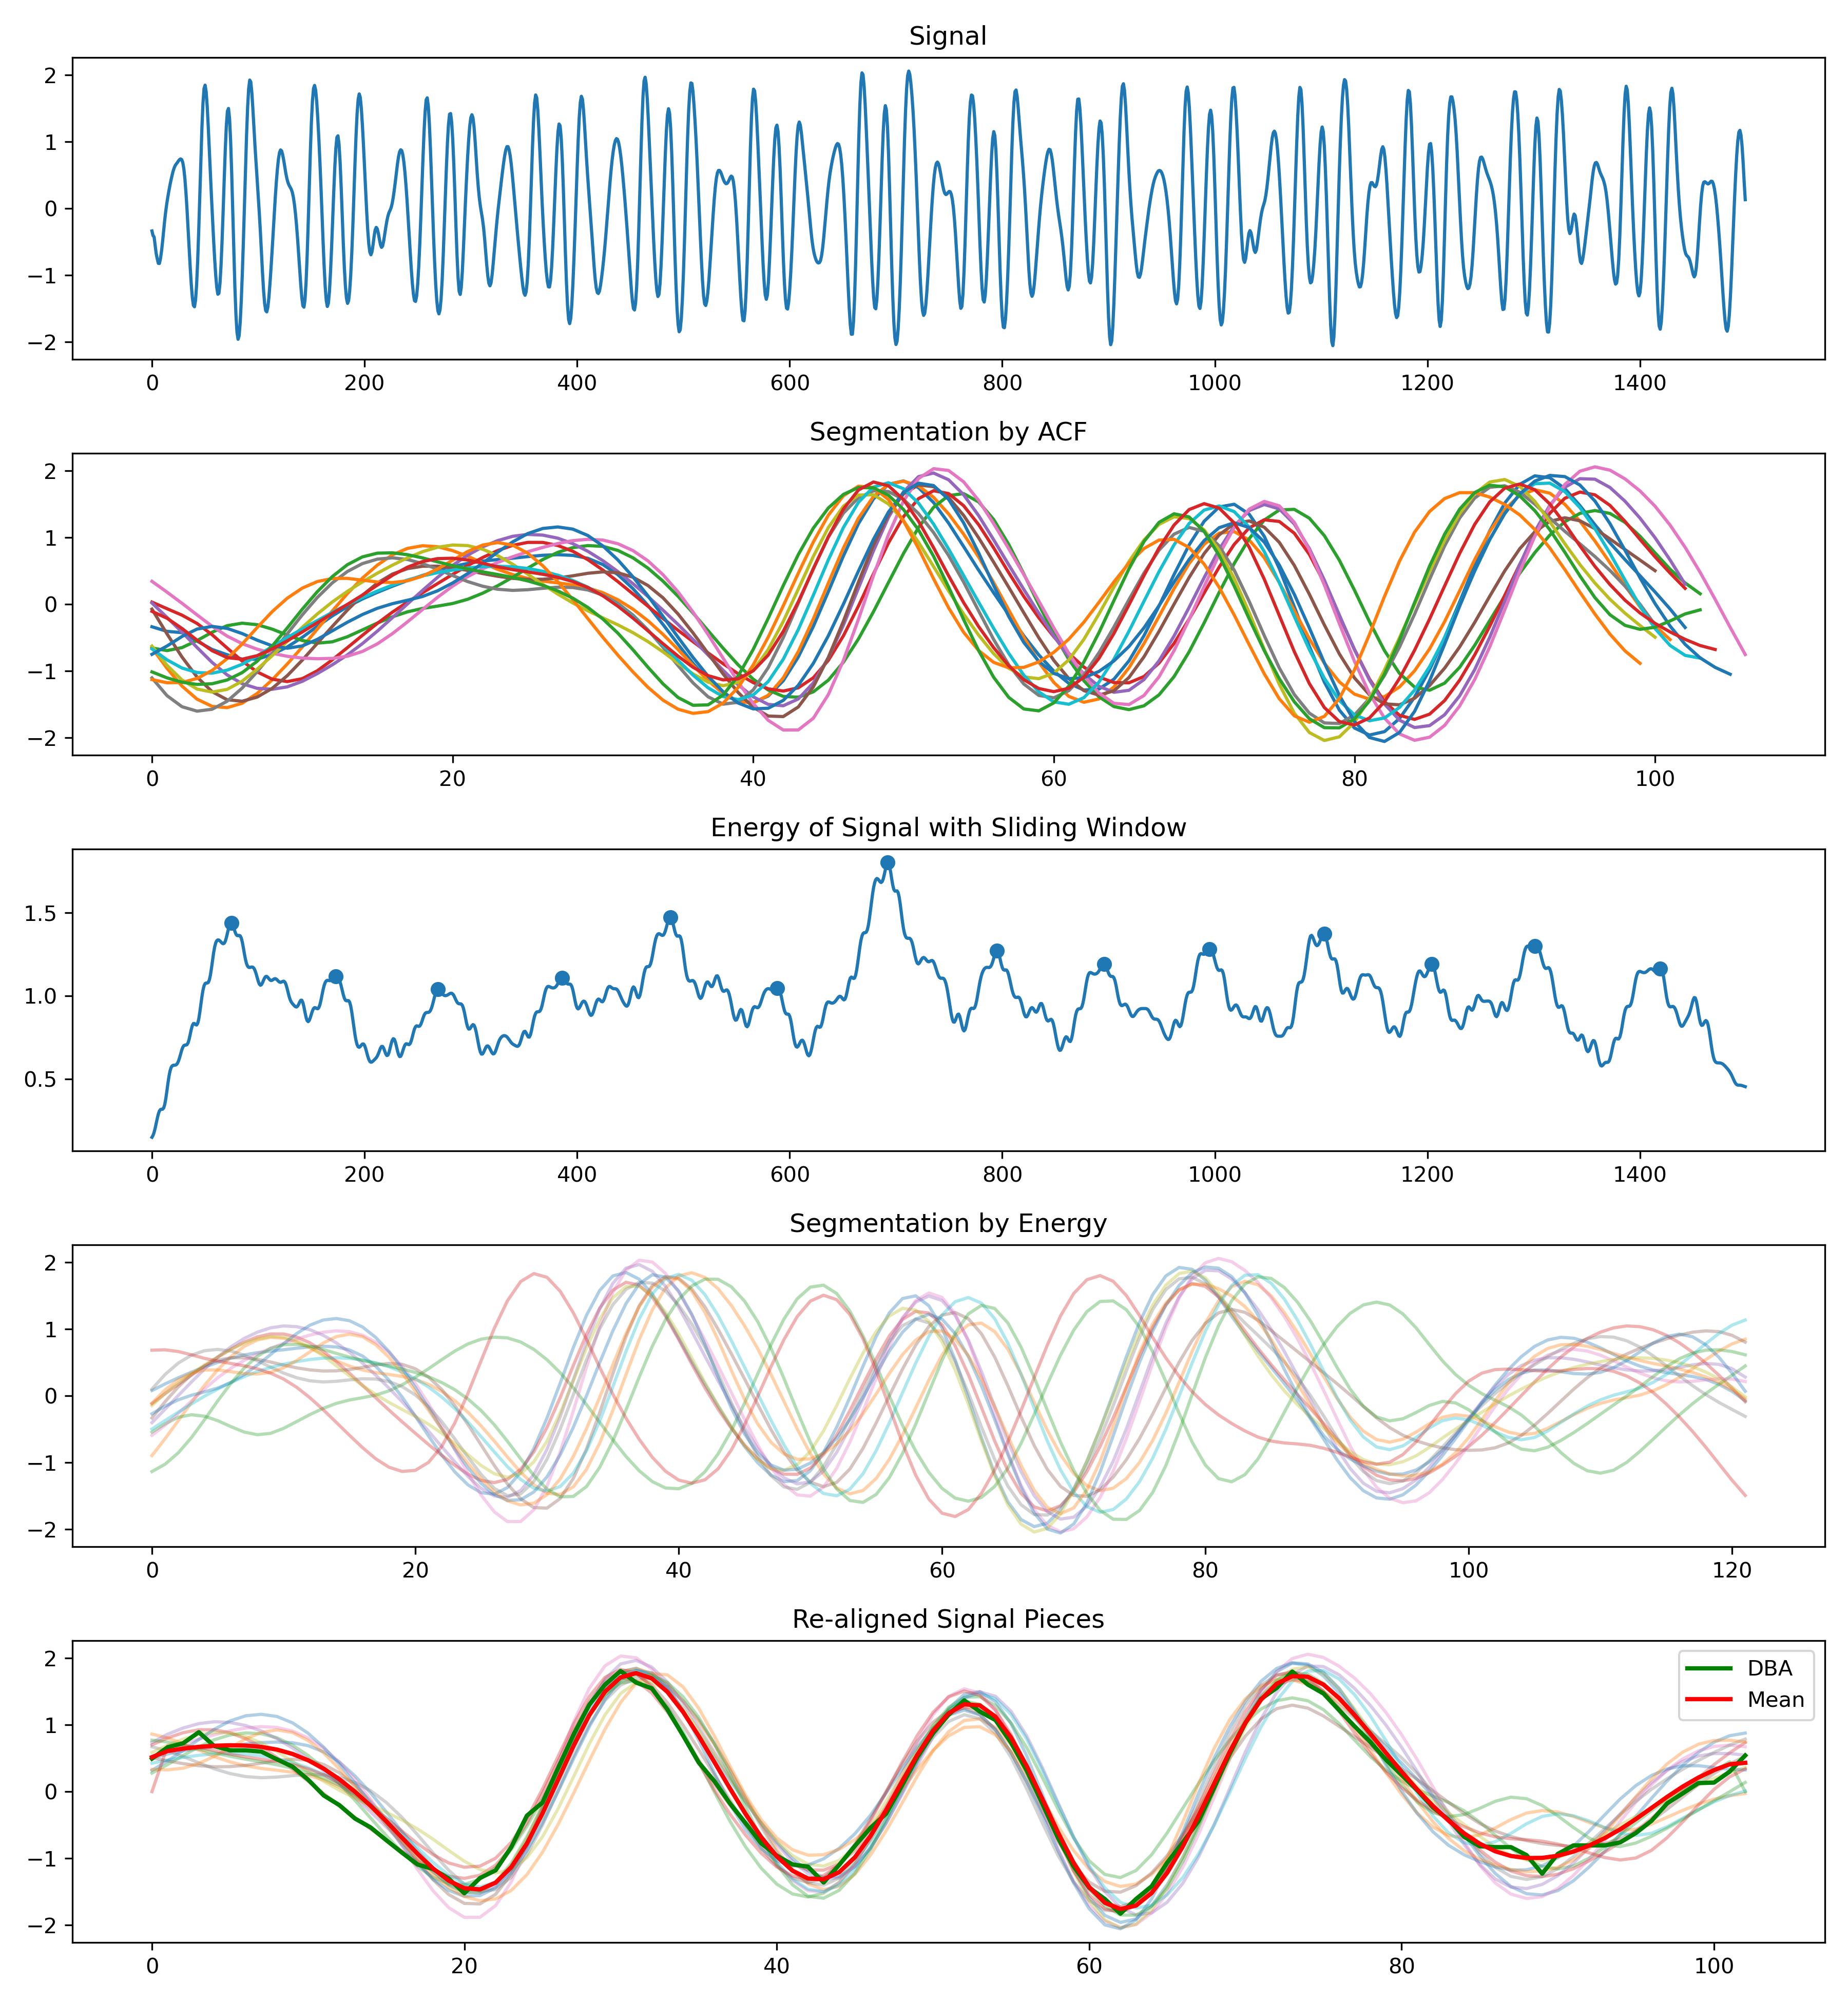 Signal
2
1
0
−1
−2
0 200 400 600 800 1000 1200 1400
Segmentation by ACF
2
1
0
−1
−2
0 20 40 60 80 100
Energy of Signal with Sliding Window
1.5
1.0
0.5
0 200 400 600 800 1000 1200 1400
Segmentation by Energy
2
1
0
−1
−2
0 20 40 60 80 100 120
Re-aligned Signal Pieces
DBA
Mean
2
1
0
−1
−2
0 20 40 60 80 100